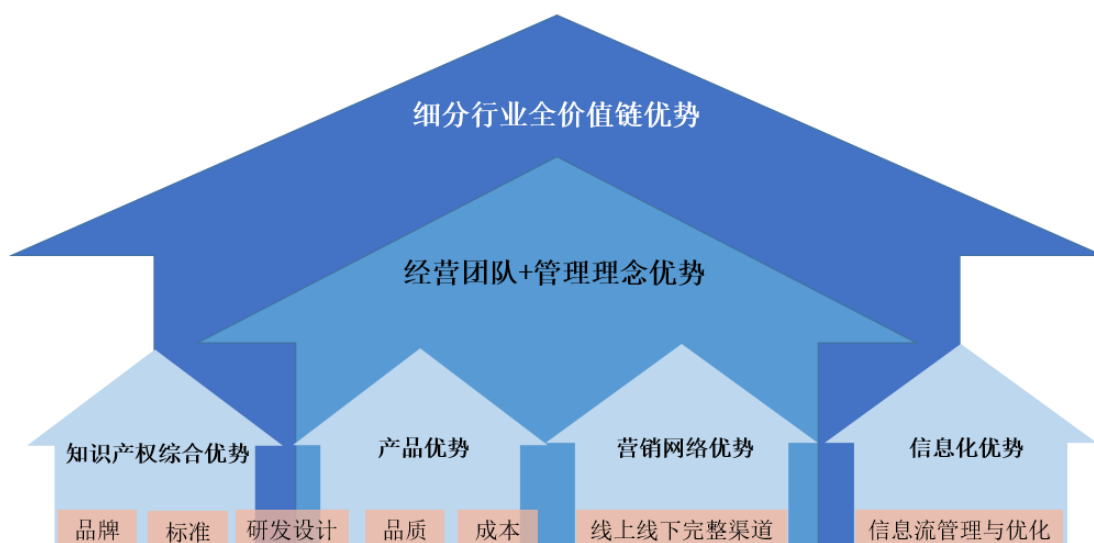 细分行业全价值链优势
经营团队+管理理念优势
知识产权综合优势
产品优势
营销网络优势
信息化优势
品牌
标准
研发设计
品质
成本
线上线下完整渠道
信息流管理与优化